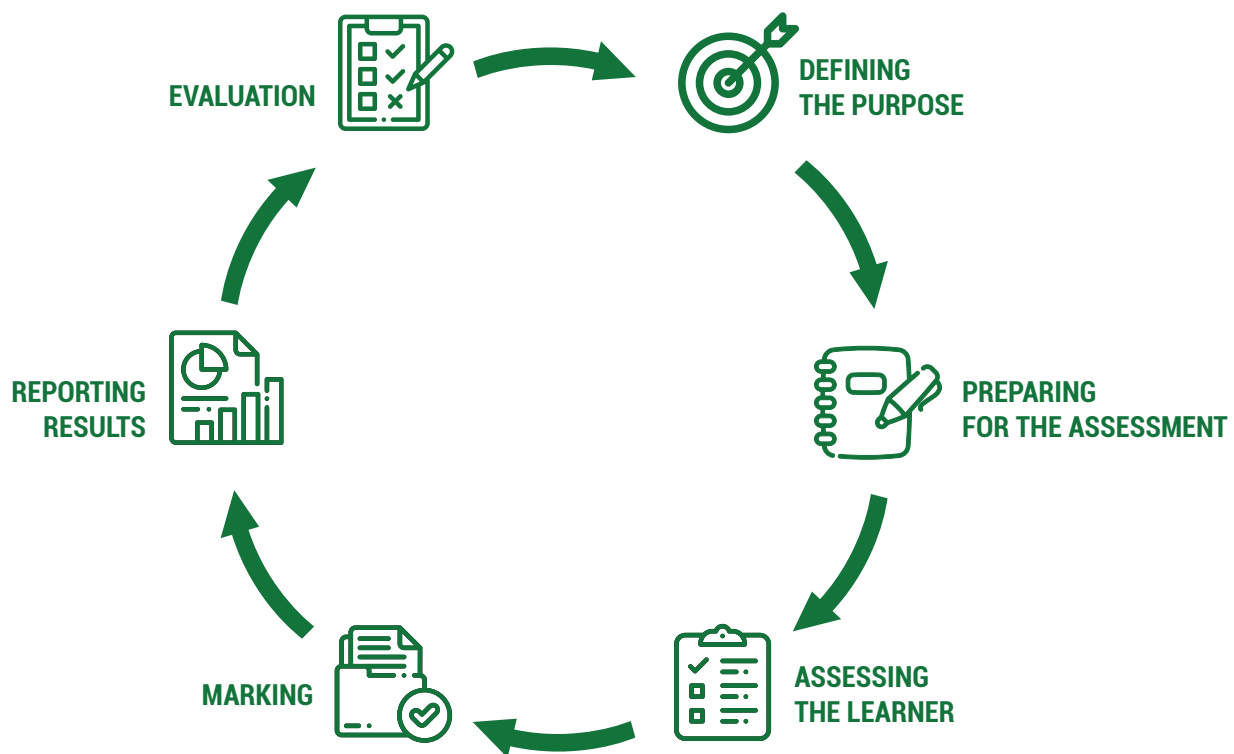 EVALUATION
DEFINING
THE PURPOSE
PREPARING
FOR THE ASSESSMENT
ASSESSING
THE LEARNER
MARKING
REPORTING
RESULTS